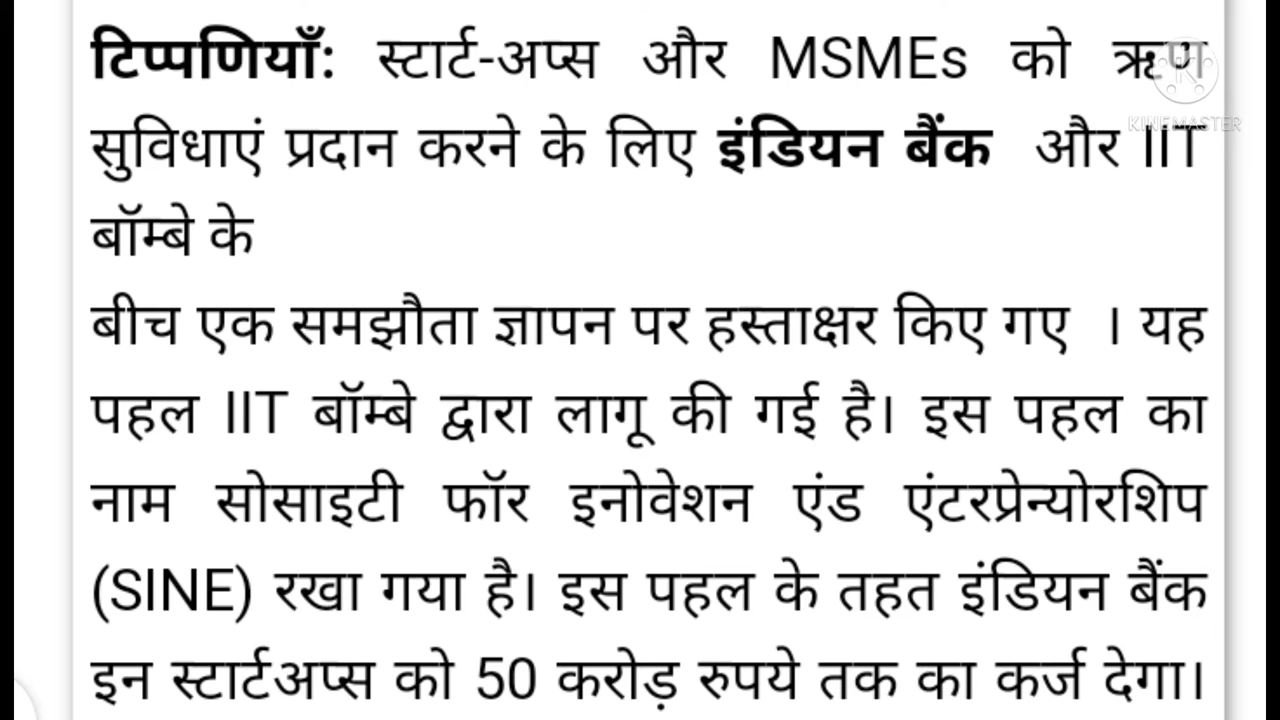 टिप्पणियाँ: स्टार्ट-अप्स और MSMEs को ऋण
सुविधाएं प्रदान करने के लिए इंडियन बैंक और IIT
बॉम्बे के
बीच एक समझौता ज्ञापन पर हस्ताक्षर किए गए । यह
पहल IIT बॉम्बे द्वारा लागू की गई है। इस पहल का
नाम सोसाइटी फॉर इनोवेशन एंड एंटरप्रेन्योरशिप
(SINE) रखा गया है। इस पहल के तहत इंडियन बैंक
इन स्टार्टअप्स को 50 करोड़ रुपये तक का कर्ज देगा।
K
KINEMASTER